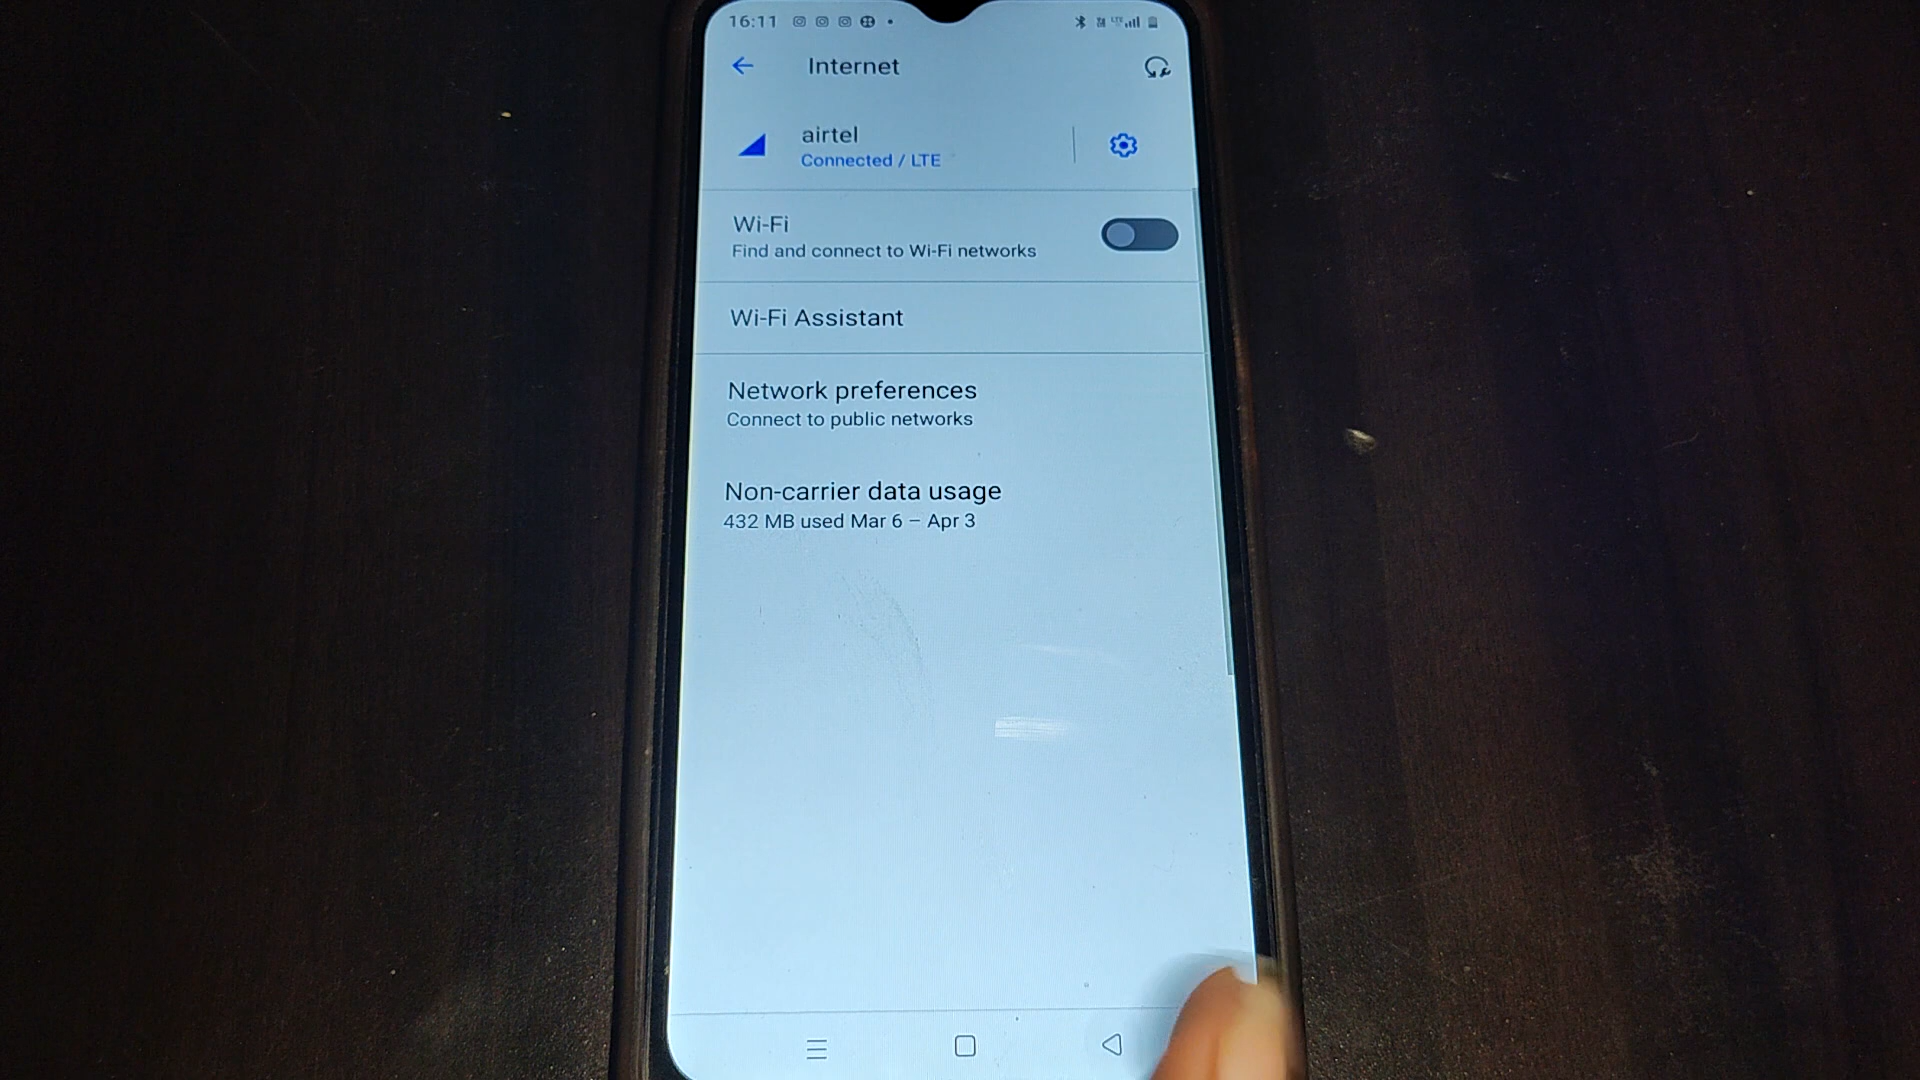 16:11
Internet
airtel
Connected / LTE
Wi-Fi
Find and connect to Wi-Fi networks
Wi-Fi Assistant
Network preferences
Connect to public networks
Non-carrier data usage
432 MB used Mar 6 – Apr 3